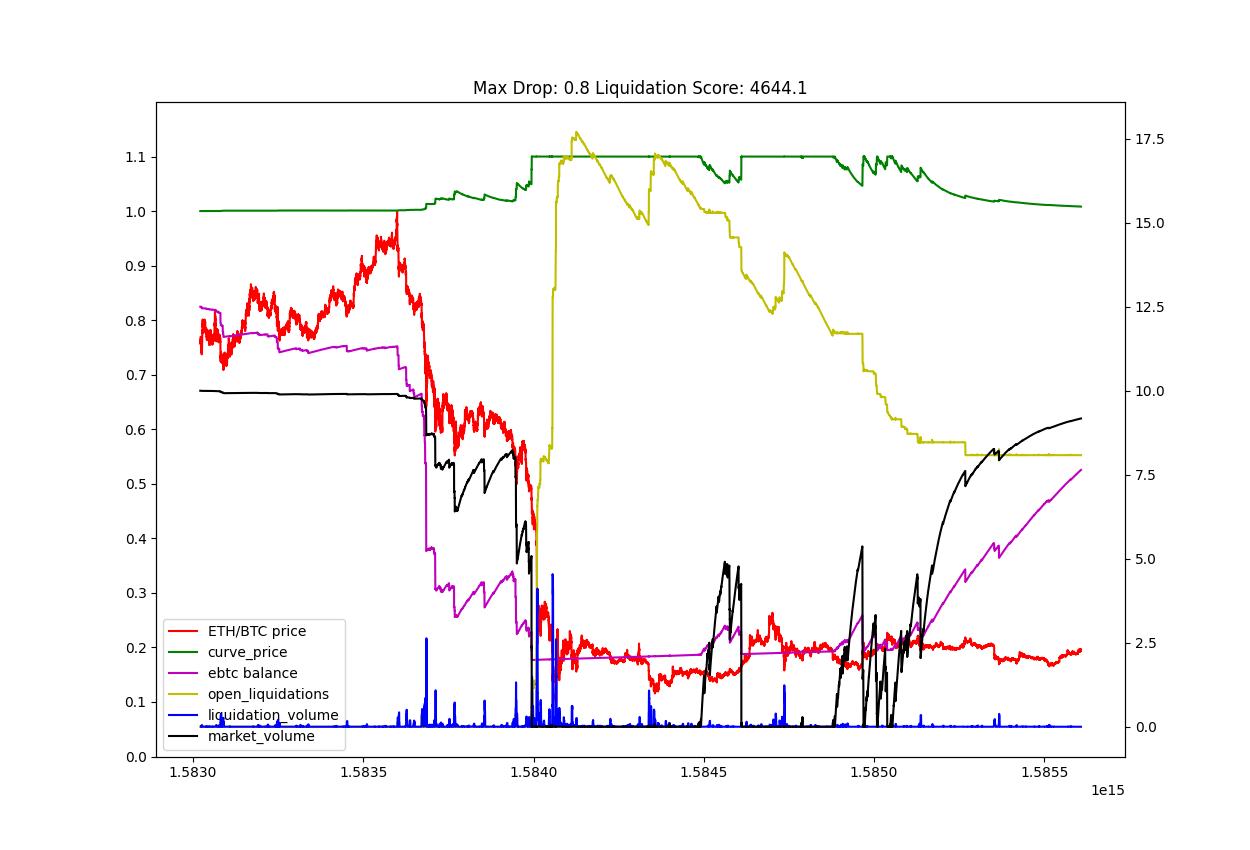 Max Drop: 0.8 Liquidation Score: 4644.1
1.1
1.0
0.9
0.8
0.7
0.6
0.5
0.4
0.3
0.2
0.1
0.0
17.5
15.0
12.5
10.0
7.5
5.0
2.5
0.0
ETH/BTC price
curve_price
ebtc balance
open_liquidations
liquidation_volume
market_volume
1.5830 1.5835 1.5840 1.5845 1.5850 1.5855
1e15